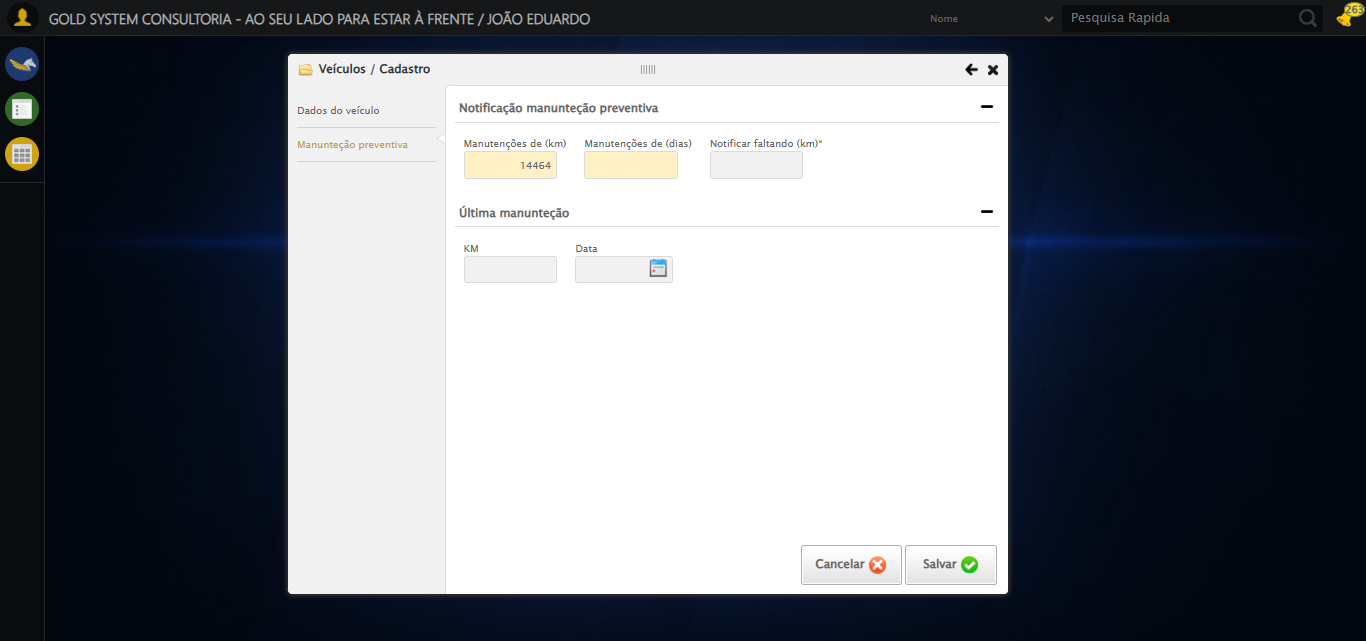 GOLD SYSTEM CONSULTORIA - AO SEU LADO PARA ESTAR À FRENTE / JOÃO EDUARDO
Nome
Pesquisa Rapida
263
Veículos / Cadastro
Dados do veículo
Manunteção preventiva
Notificação manunteção preventiva
Manutenções de (km) Manutenções de (dias) Notificar faltando (km)*
14464
Última manunteção
KM Data
Cancelar Salvar